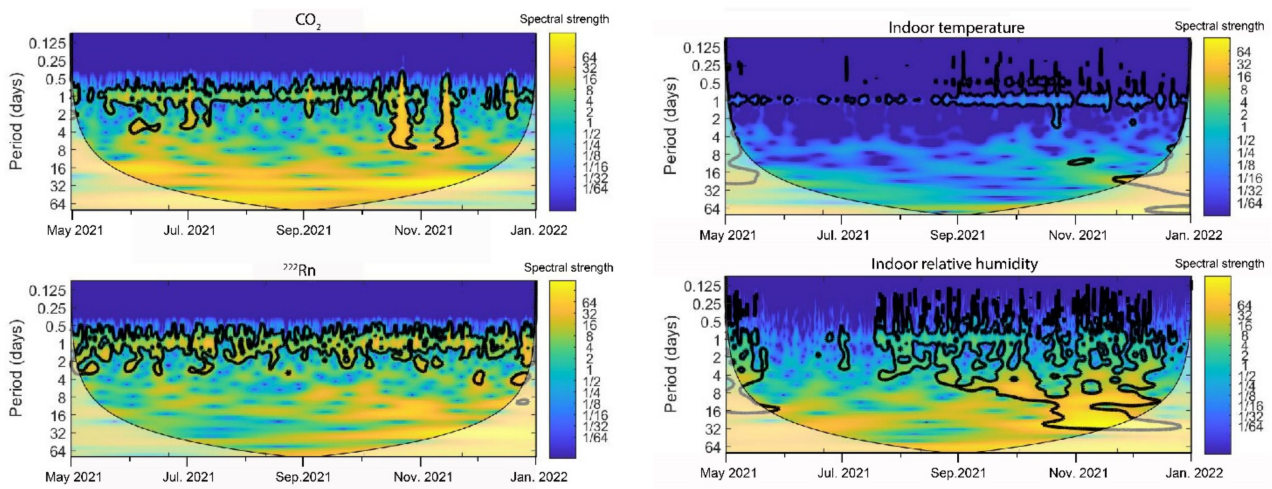 CO2
Spectral strength
Period (days)
0.125
0.25
0.5
1
2
4
8
16
32
64
64
32
16
8
4
2
1
1/2
1/4
1/8
1/16
1/32
1/64
May 2021
Jul. 2021
Sep.2021
Nov. 2021
Jan. 2022
Indoor temperature
Spectral strength
Period (days)
0.125
0.25
0.5
1
2
4
8
16
32
64
64
32
16
8
4
2
1
1/2
1/4
1/8
1/16
1/32
1/64
May 2021
Jul. 2021
Sep.2021
Nov. 2021
Jan. 2022
222Rn
Spectral strength
Period (days)
0.125
0.25
0.5
1
2
4
8
16
32
64
64
32
16
8
4
2
1
1/2
1/4
1/8
1/16
1/32
1/64
May 2021
Jul. 2021
Sep.2021
Nov. 2021
Jan. 2022
Indoor relative humidity
Spectral strength
Period (days)
0.125
0.25
0.5
1
2
4
8
16
32
64
64
32
16
8
4
2
1
1/2
1/4
1/8
1/16
1/32
1/64
May 2021
Jul. 2021
Sep.2021
Nov. 2021
Jan. 2022